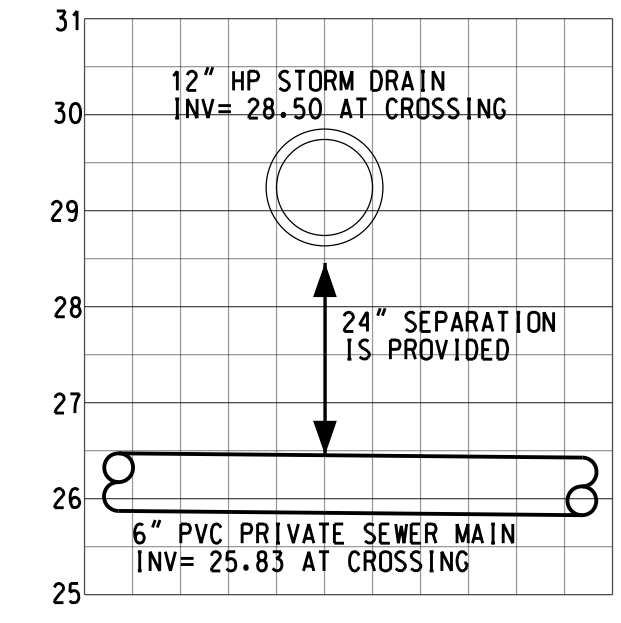 31
12" HP STORM DRAIN
INV= 28.50 AT CROSSING
30
29
28
24" SEPARATION
IS PROVIDED
27
26
6" PVC PRIVATE SEWER MAIN
INV= 25.83 AT CROSSING
25